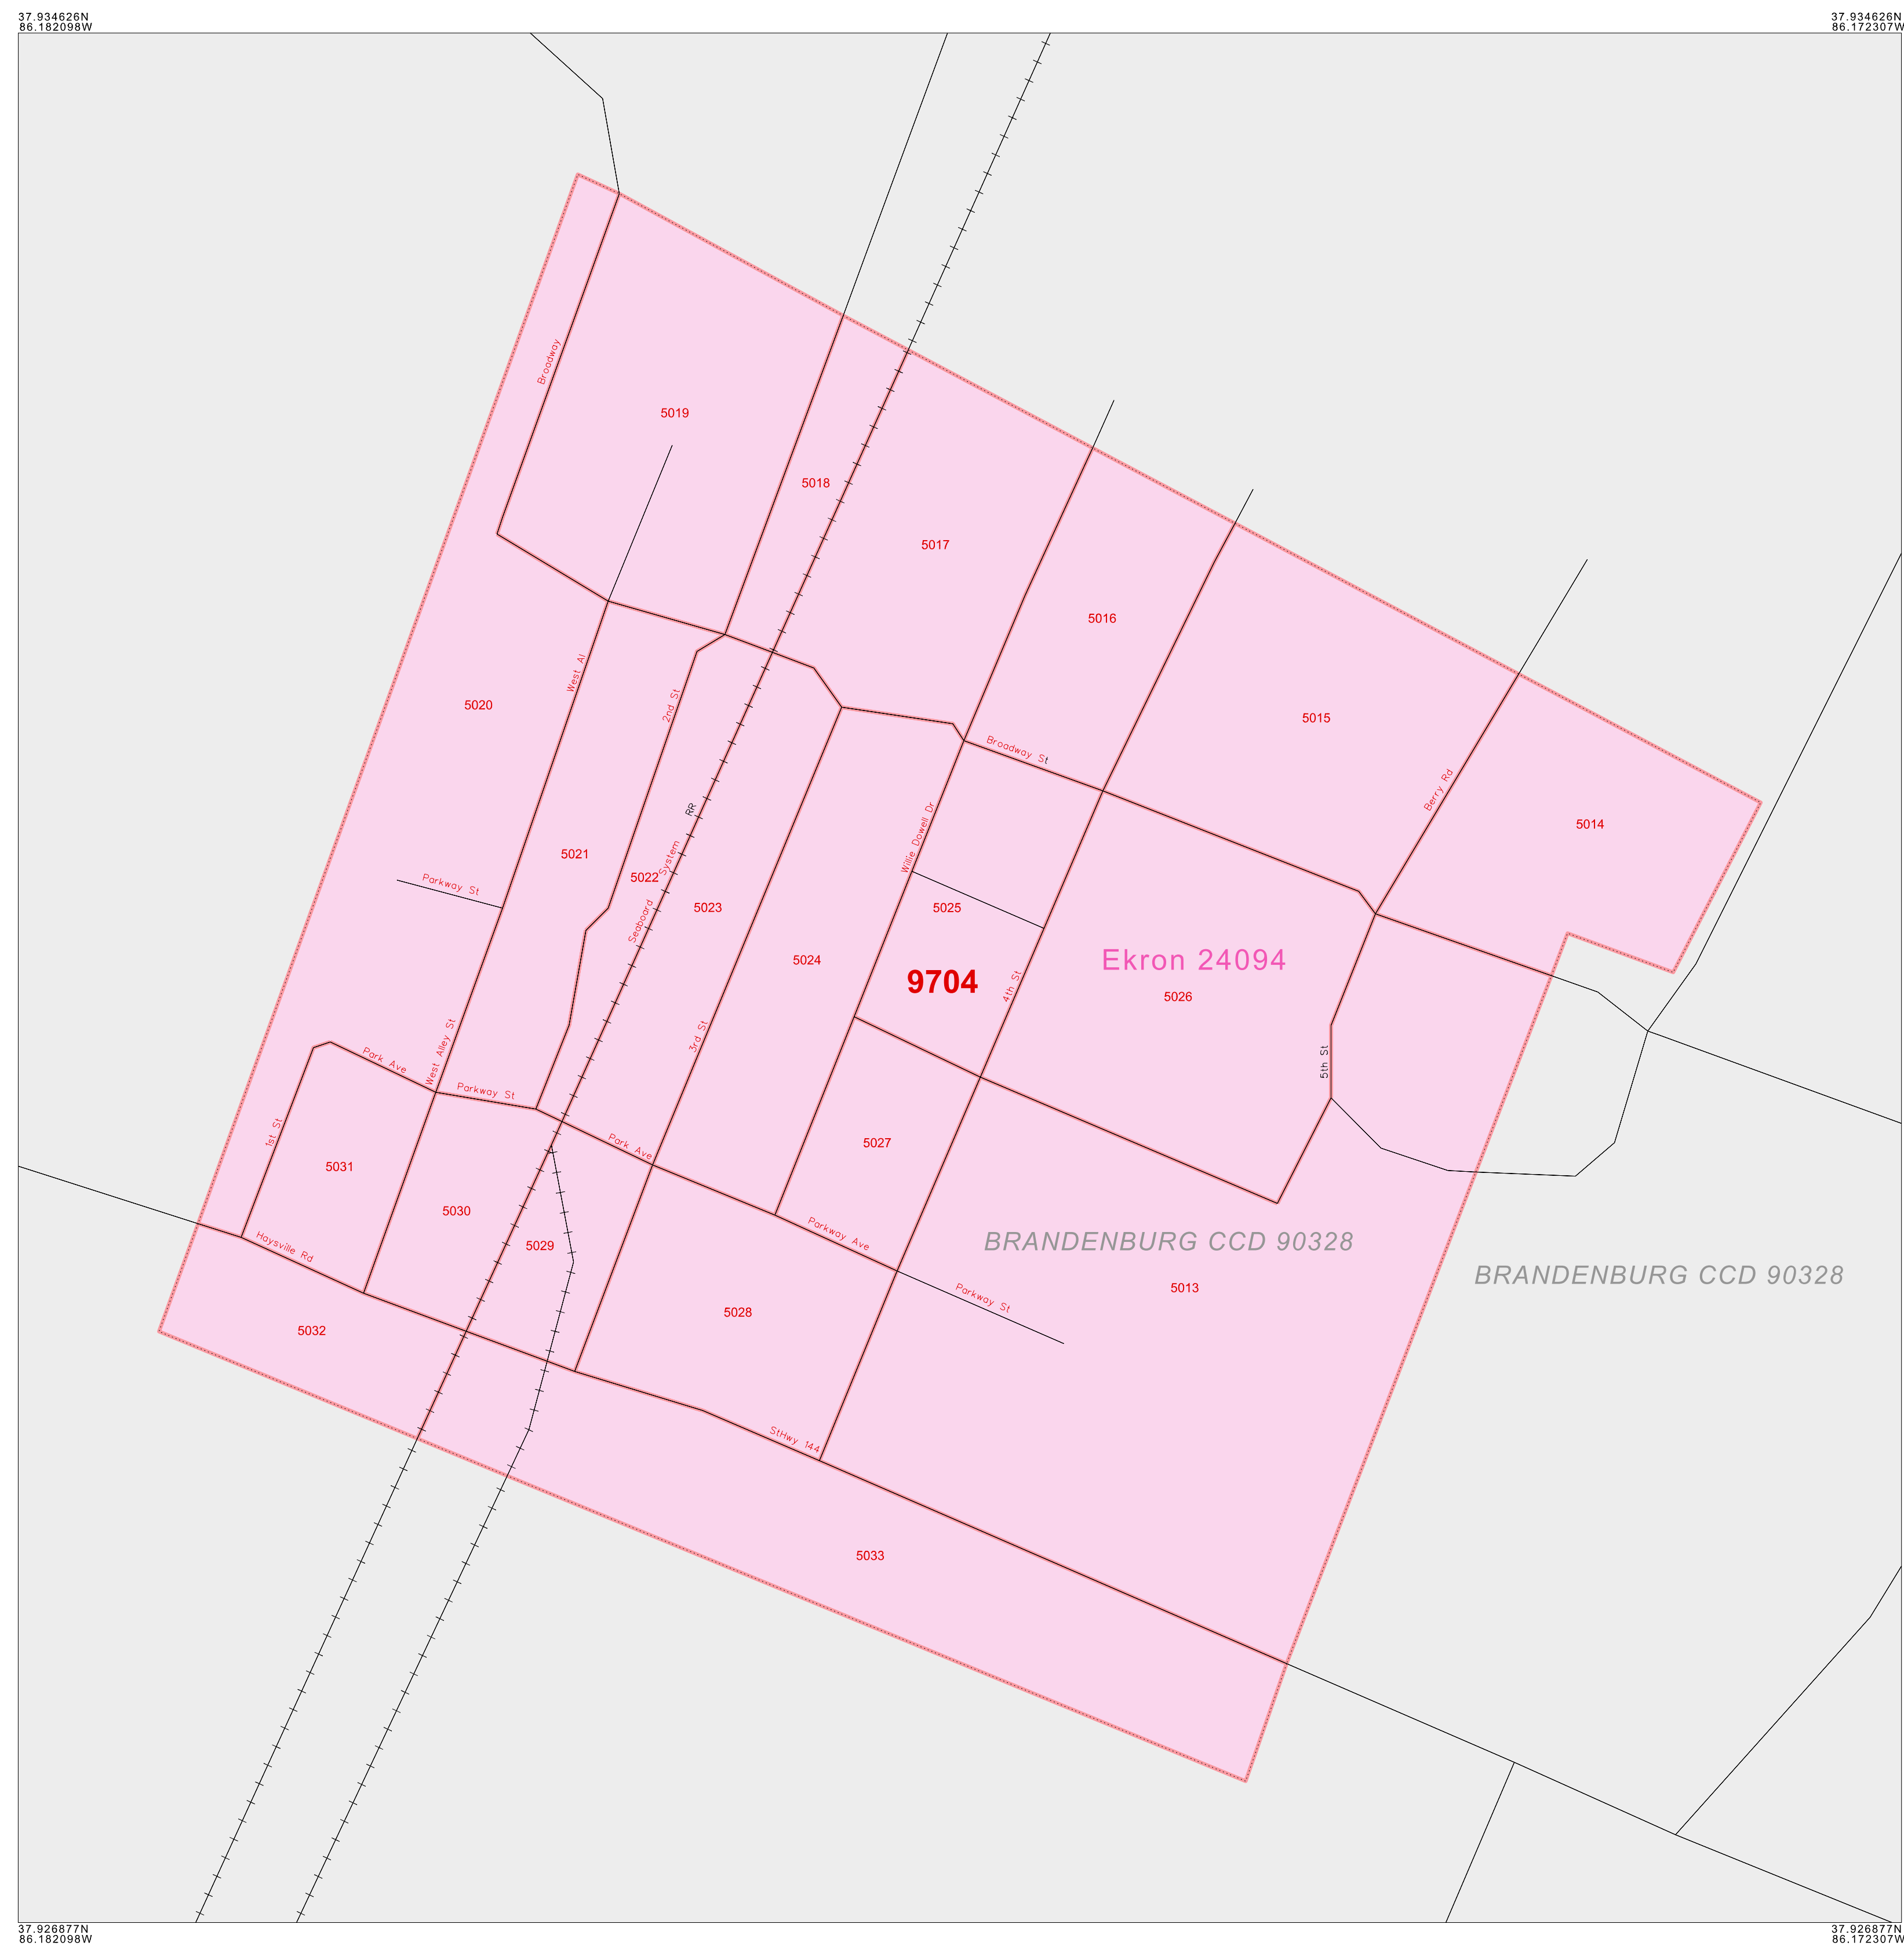 37.934626N
86.182098W
37.934626N
86.172307W
Broadway
5019
5018
5017
5016
West Al
5020
2nd St
5015
Broadway St
Berry Rd
RR
Willie Dowell Dr
5014
5021
System
5022
Parkway St
5023
5025
Seaboard
5024
Ekron 24094
9704
4th St
5026
3rd St
West Alley St
Park Ave
5th St
Parkway St
1st St
Park Ave
5027
5031
5030
Parkway Ave
Haysville Rd
5029
BRANDENBURG CCD 90328
BRANDENBURG CCD 90328
5013
Parkway St
5028
5032
StHwy 144
5033
37.926877N
86.182098W
37.926877N
86.172307W